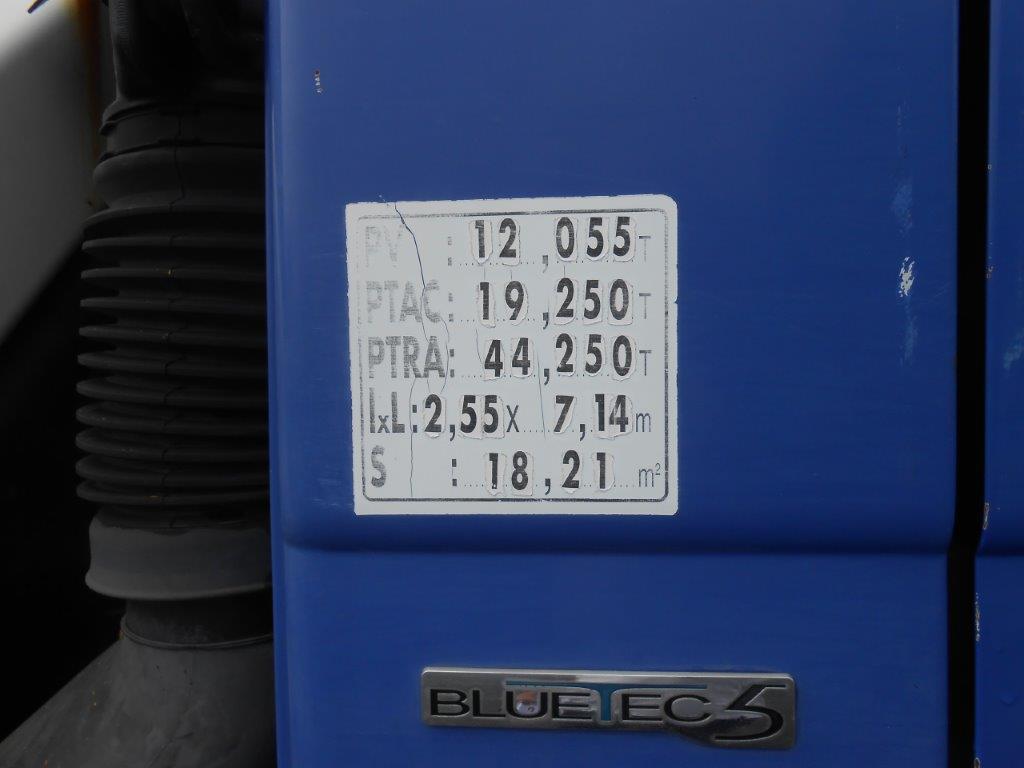 PV : 12,055 T
PTAC: 19,250 T
PTRA: 44,250 T
lxL: 2,55 x 7,14 m
S : 18,21 m²
BLUETEC 5